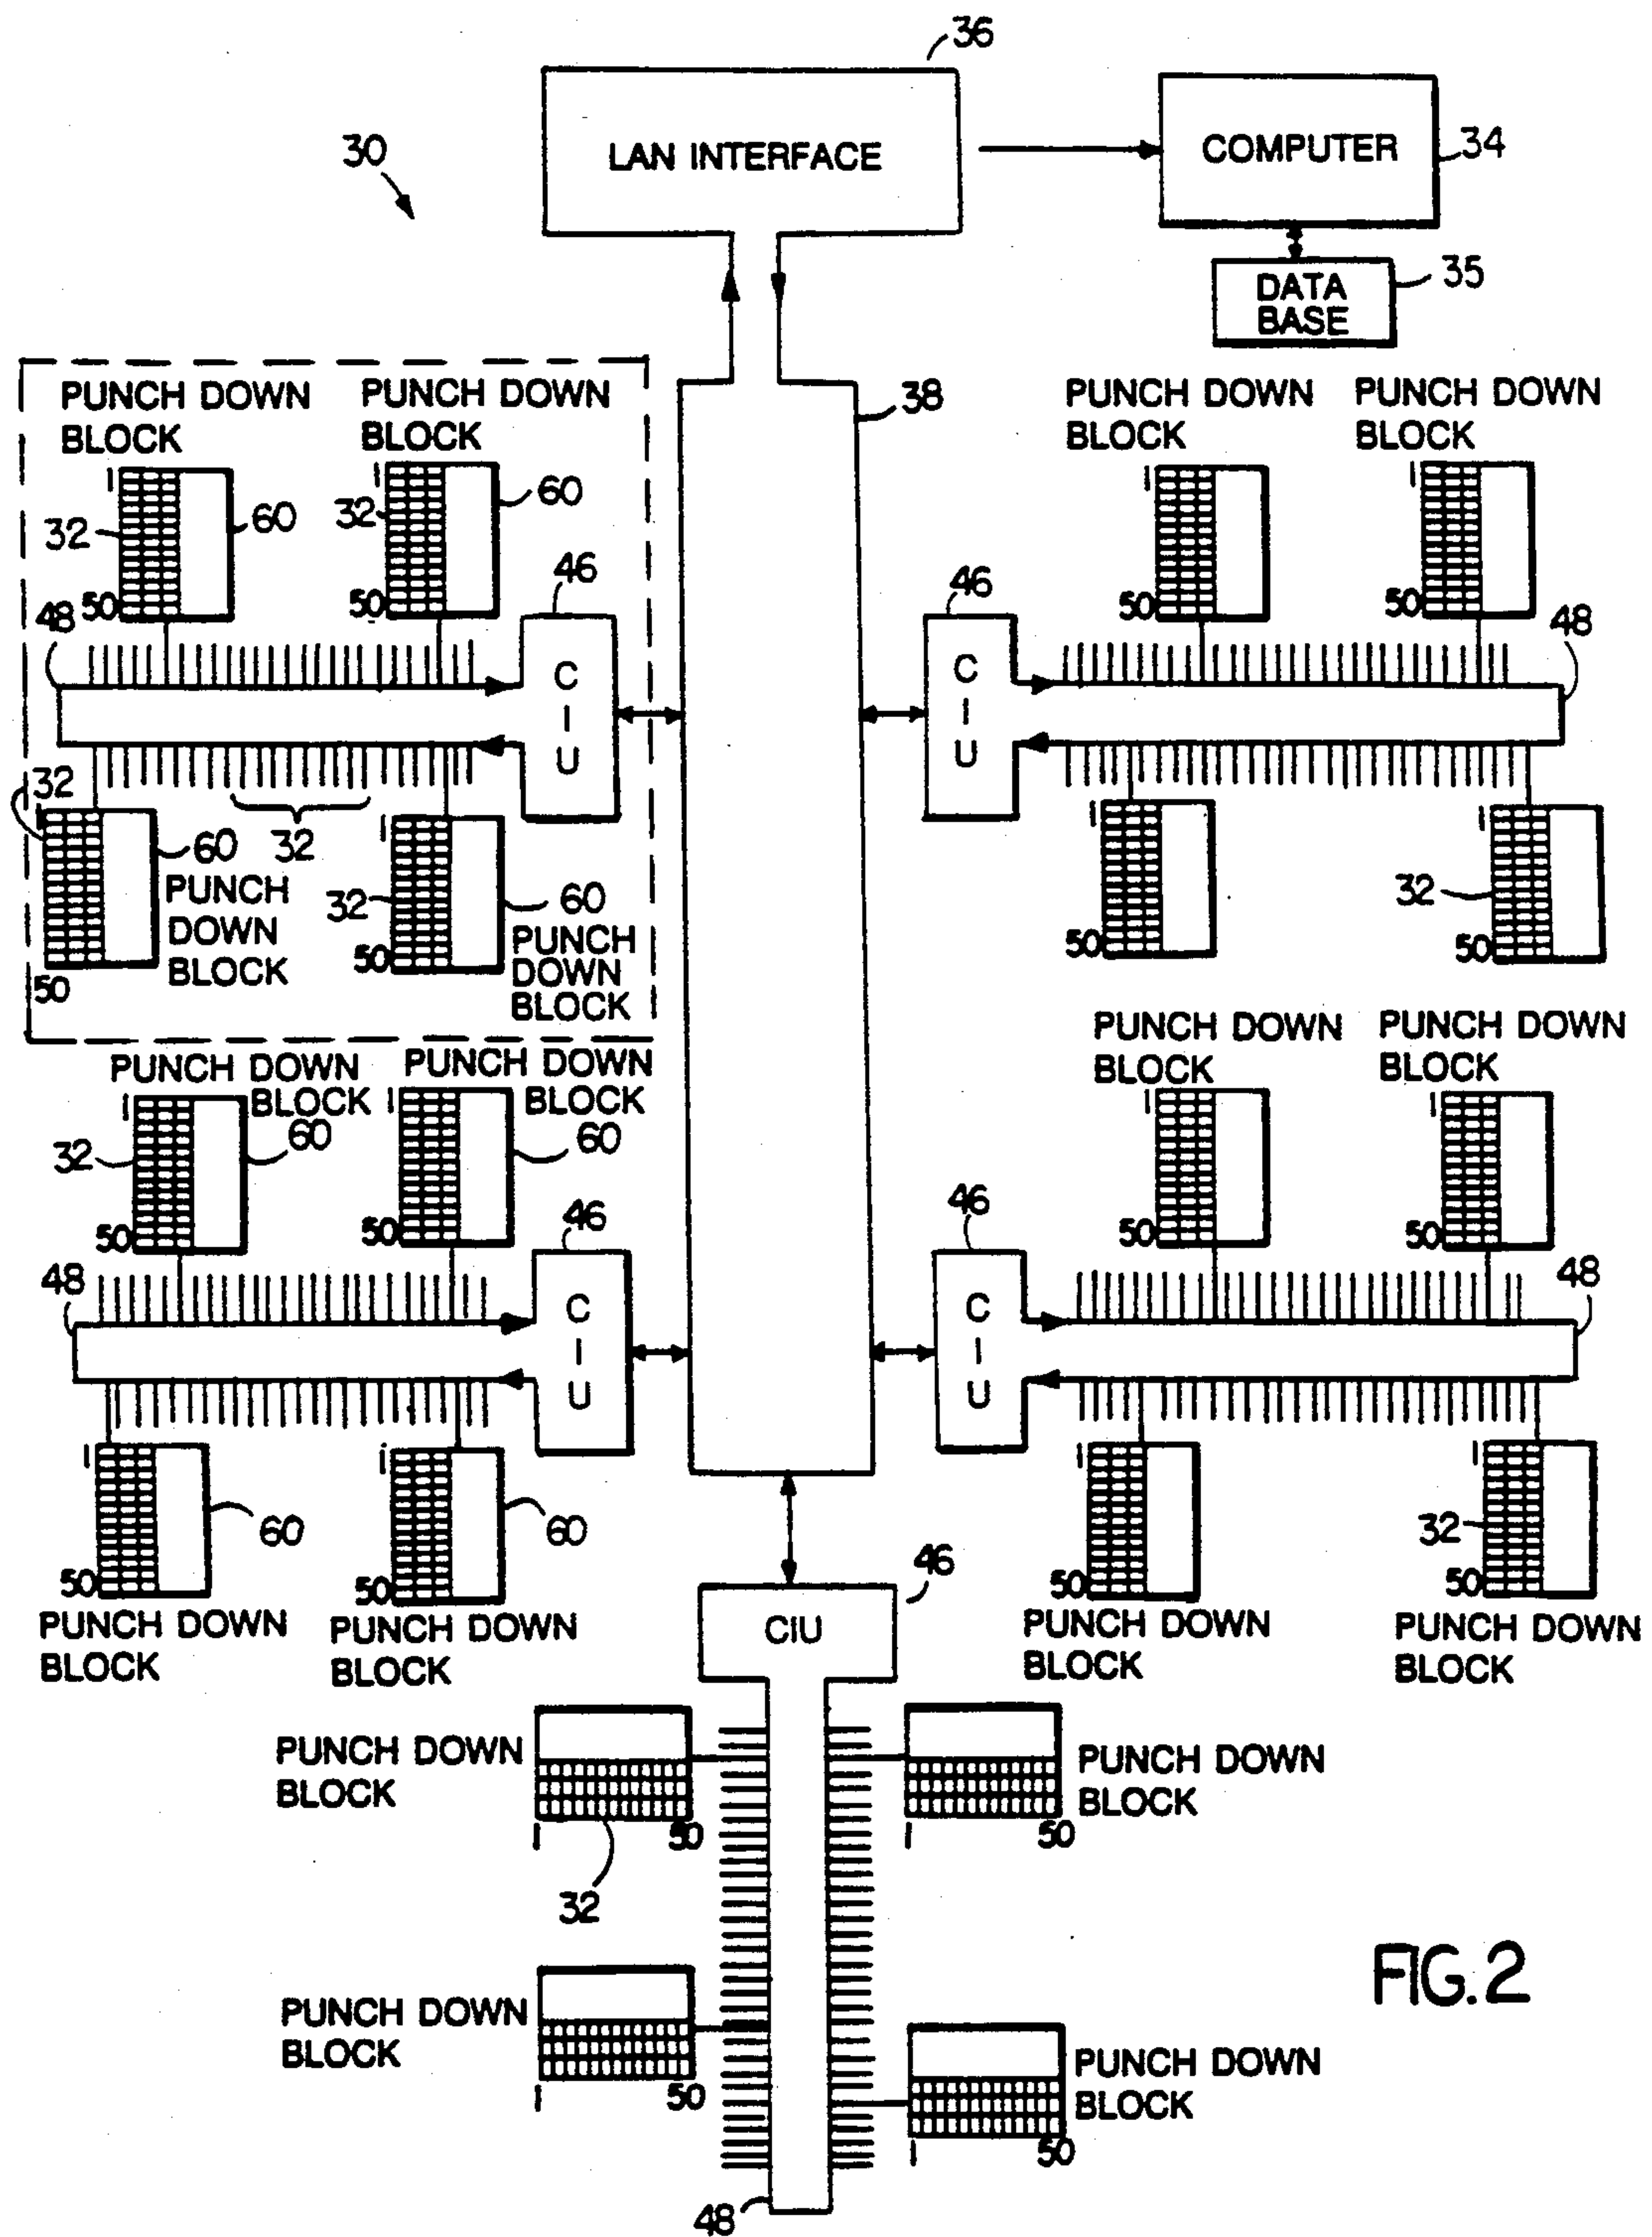 36
LAN INTERFACE
COMPUTER
34
30
DATA
BASE
35
38
PUNCH DOWN
BLOCK
PUNCH DOWN
BLOCK
1
32
50
60
1
32
50
60
46
48
C
I
U
32
32
60
50
PUNCH
DOWN
BLOCK
1
32
50
60
PUNCH
DOWN
BLOCK
PUNCH DOWN
BLOCK
PUNCH DOWN
BLOCK
1
50
1
50
46
48
C
I
U
1
50
1
32
50
PUNCH DOWN
BLOCK
PUNCH DOWN
BLOCK
1
32
50
60
1
50
60
46
48
C
I
U
1
50
60
1
50
60
PUNCH DOWN
BLOCK
PUNCH DOWN
BLOCK
PUNCH DOWN
BLOCK
PUNCH DOWN
BLOCK
1
50
1
50
46
48
C
I
U
1
50
1
32
50
PUNCH DOWN
BLOCK
PUNCH DOWN
BLOCK
46
CIU
PUNCH DOWN
BLOCK
1
50
32
PUNCH DOWN
BLOCK
1
50
PUNCH DOWN
BLOCK
1
50
PUNCH DOWN
BLOCK
1
50
48
FIG.2